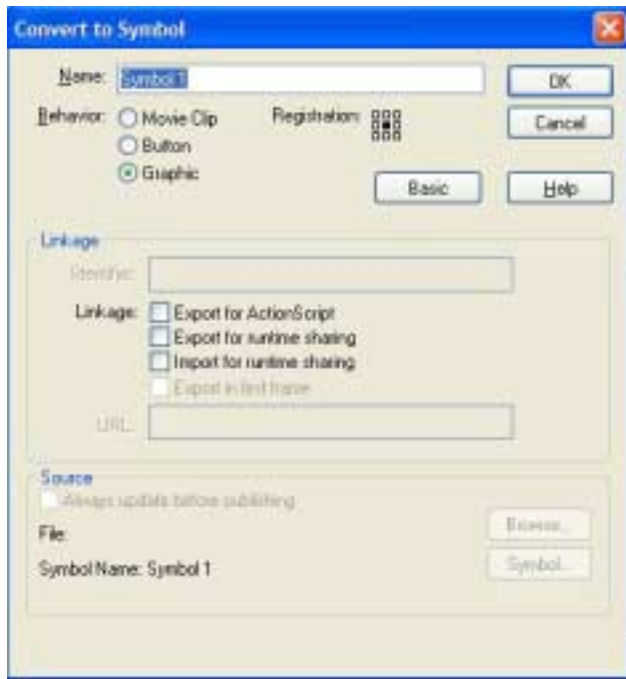 Convert to Symbol
Name: Symbol 1
OK
Behavior: Movie Clip
Registration:
Cancel
Button
Graphic
Basic
Help
Linkage
Identifier:
Linkage: Export for ActionScript
Export for runtime sharing
Import for runtime sharing
Export in first frame
URL:
Source
Always update before publishing
File:
Browse...
Symbol Name: Symbol 1
Symbol...